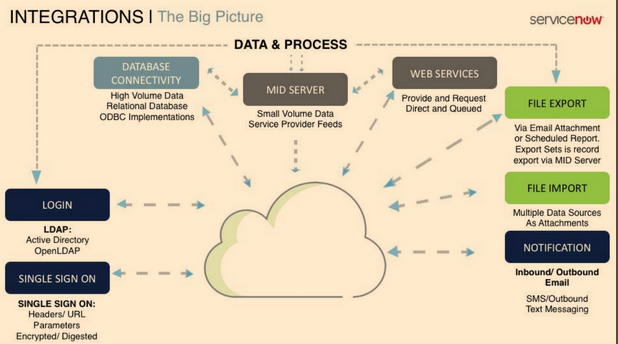 INTEGRATIONS | The Big Picture
servicenow
DATA & PROCESS
DATABASE
CONNECTIVITY
High Volume Data
Relational Database
ODBC Implementations
MID SERVER
Small Volume Data
Service Provider Feeds
WEB SERVICES
Provide and Request
Direct and Queued
FILE EXPORT
Via Email Attachment
or Scheduled Report.
Export Sets is record
export via MID Server
LOGIN
LDAP:
Active Directory
OpenLDAP
FILE IMPORT
Multiple Data Sources
As Attachments
SINGLE SIGN ON
SINGLE SIGN ON:
Headers/ URL
Parameters
Encrypted/ Digested
NOTIFICATION
Inbound/ Outbound
Email
SMS/Outbound
Text Messaging